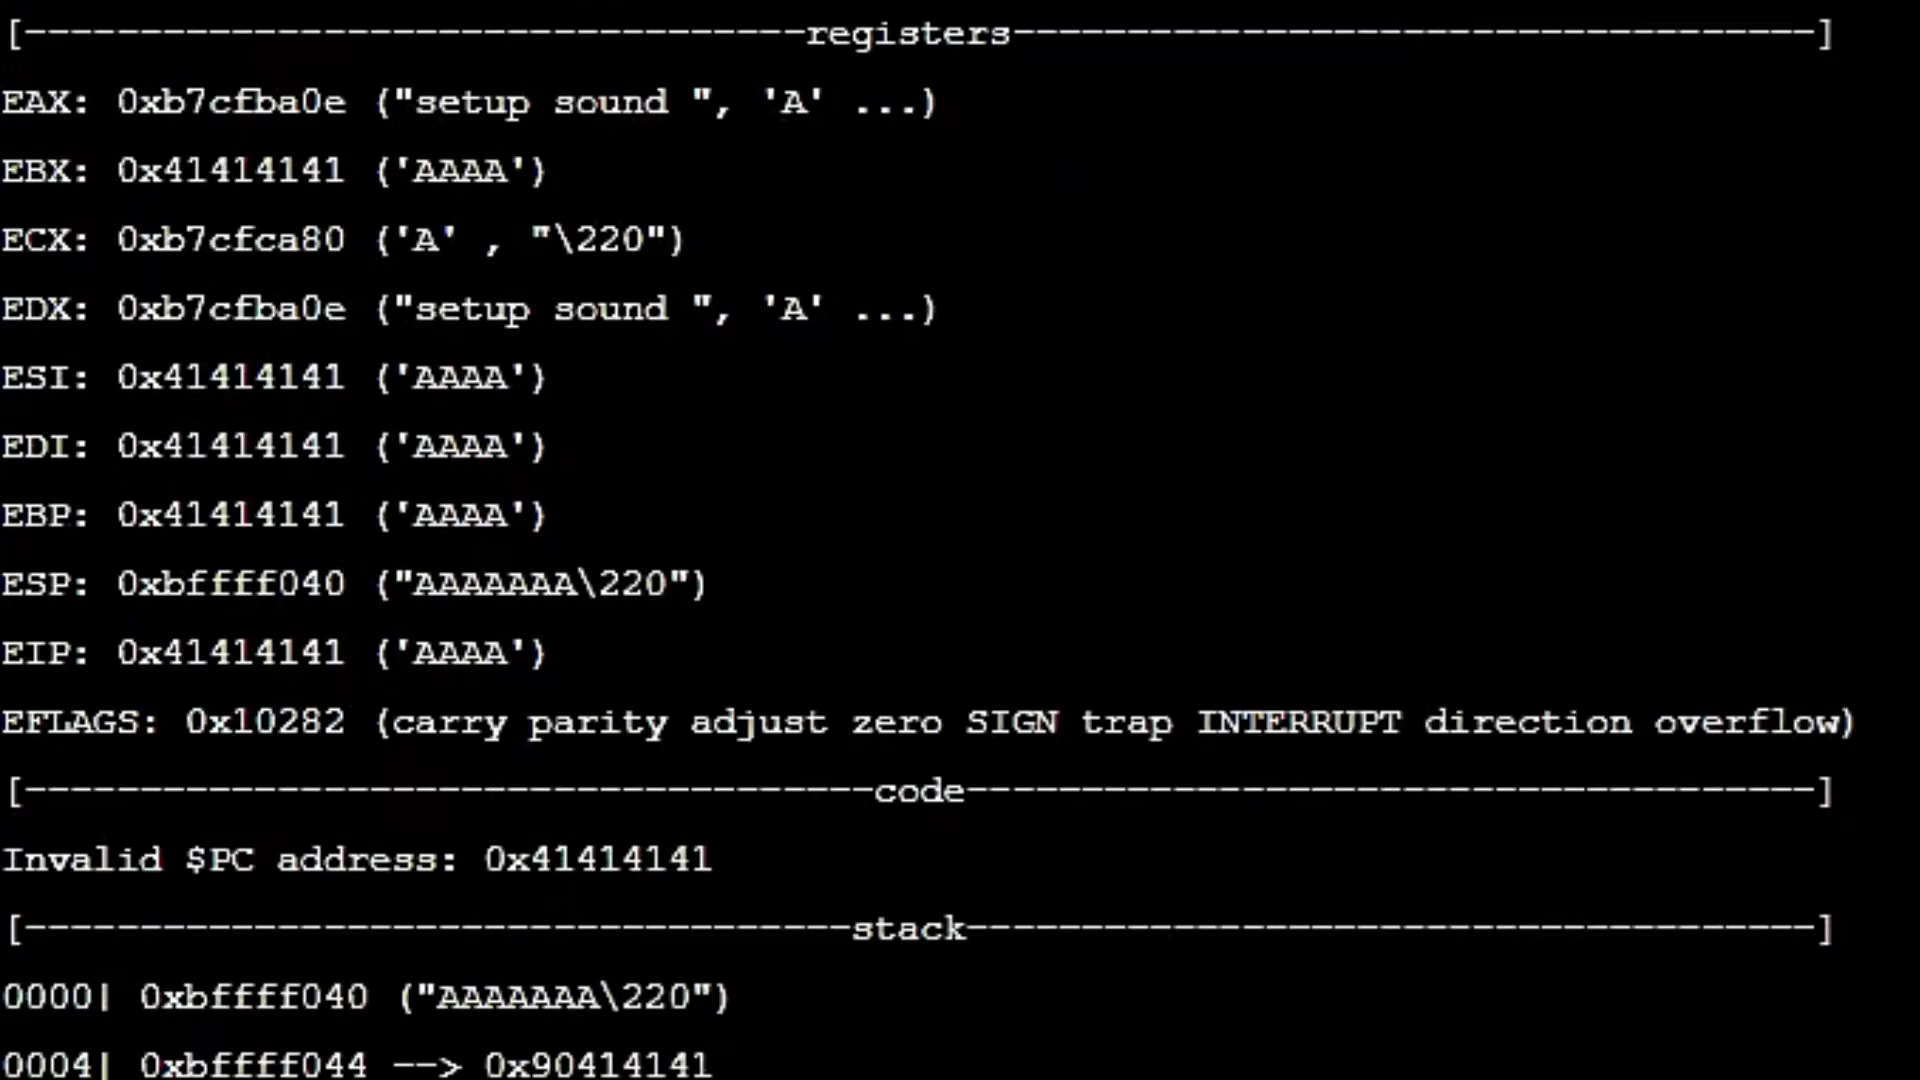 [----------------------------------registers-----------------------------------]
EAX: 0xb7cfba0e ("setup sound ", 'A' ...)
EBX: 0x41414141 ('AAAA')
ECX: 0xb7cfca80 ('A' , "\220")
EDX: 0xb7cfba0e ("setup sound ", 'A' ...)
ESI: 0x41414141 ('AAAA')
EDI: 0x41414141 ('AAAA')
EBP: 0x41414141 ('AAAA')
ESP: 0xbffff040 ("AAAAAAA\220")
EIP: 0x41414141 ('AAAA')
EFLAGS: 0x10282 (carry parity adjust zero SIGN trap INTERRUPT direction overflow)
[-------------------------------------code-------------------------------------]
Invalid $PC address: 0x41414141
[------------------------------------stack-------------------------------------]
0000| 0xbffff040 ("AAAAAAA\220")
0004| 0xbffff044 --> 0x90414141